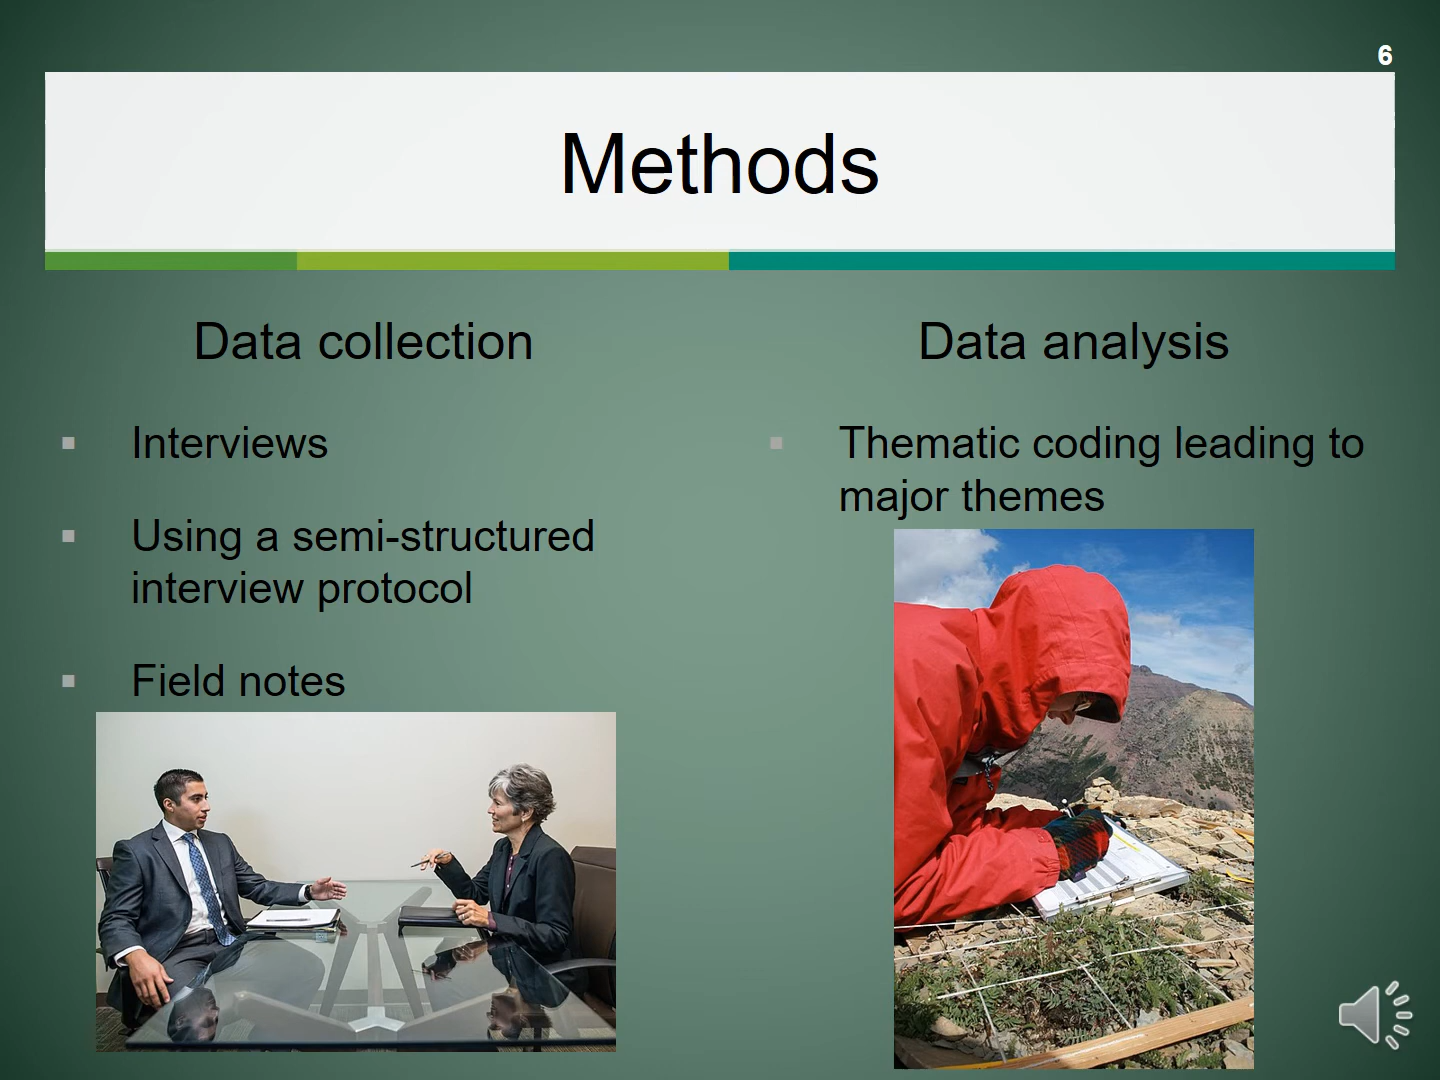 6
Methods
Data collection
Interviews
Using a semi-structured
interview protocol
Field notes
Data analysis
Thematic coding leading to
major themes